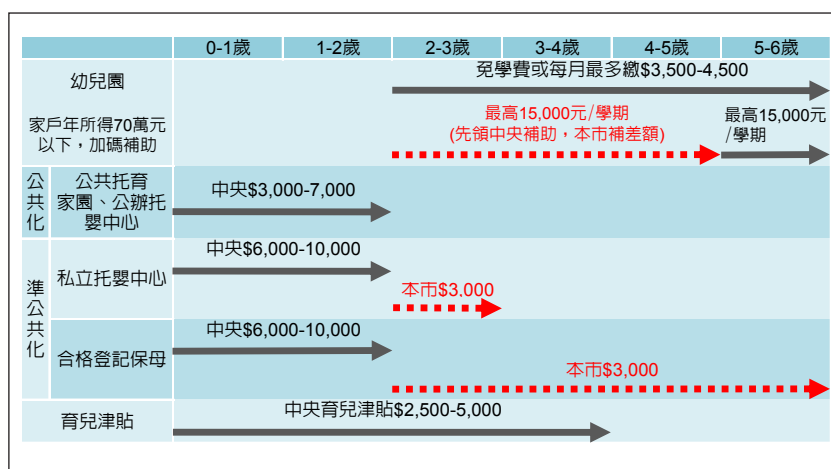 0-1歲 1-2歲 2-3歲 3-4歲 4-5歲 5-6歲
幼兒園
免學費或每月最多繳$3,500-4,500
家戶年所得70萬元
以下，加碼補助
最高15,000元/學期
(先領中央補助，本市補差額)
最高15,000元
/學期
公共化
公共托育
家園、公辦托
嬰中心
中央$3,000-7,000
準公共化
私立托嬰中心
中央$6,000-10,000
本市$3,000
合格登記保母
中央$6,000-10,000
本市$3,000
育兒津貼
中央育兒津貼$2,500-5,000